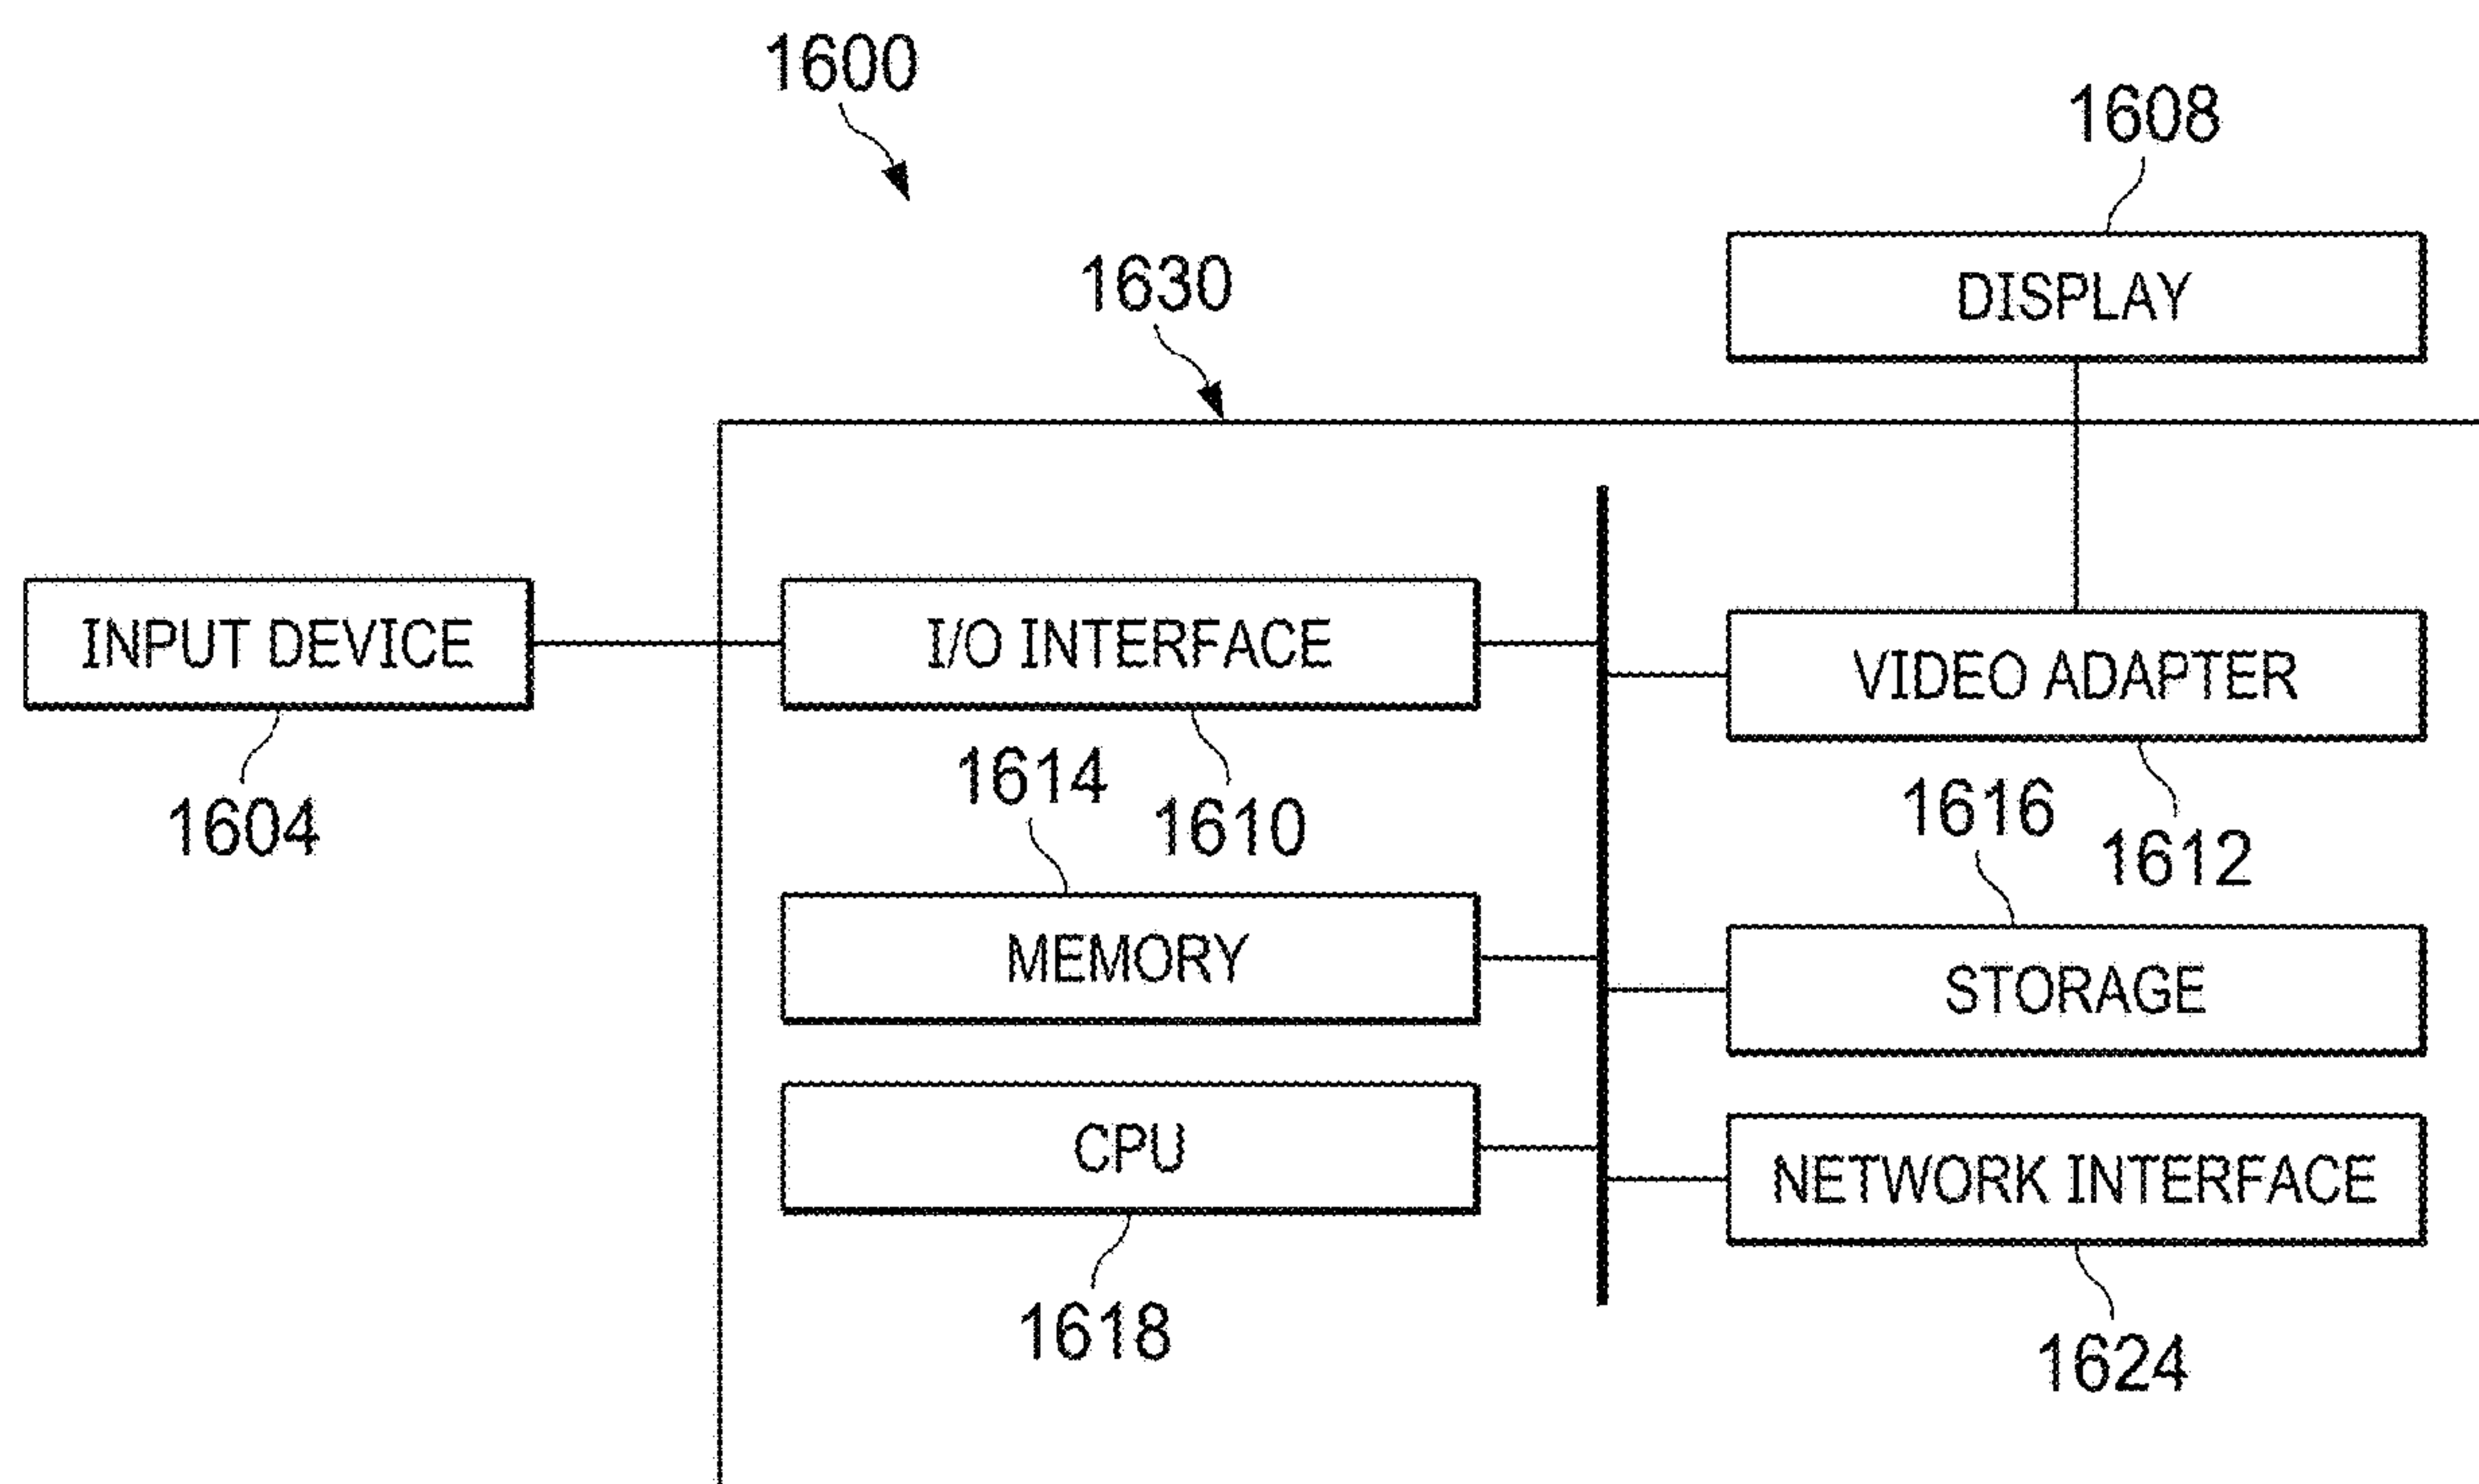 1600
1608
DISPLAY
1630
INPUT DEVICE
I/O INTERFACE
VIDEO ADAPTER
1604
1614
1610
1616
1612
MEMORY
STORAGE
CPU
NETWORK INTERFACE
1618
1624